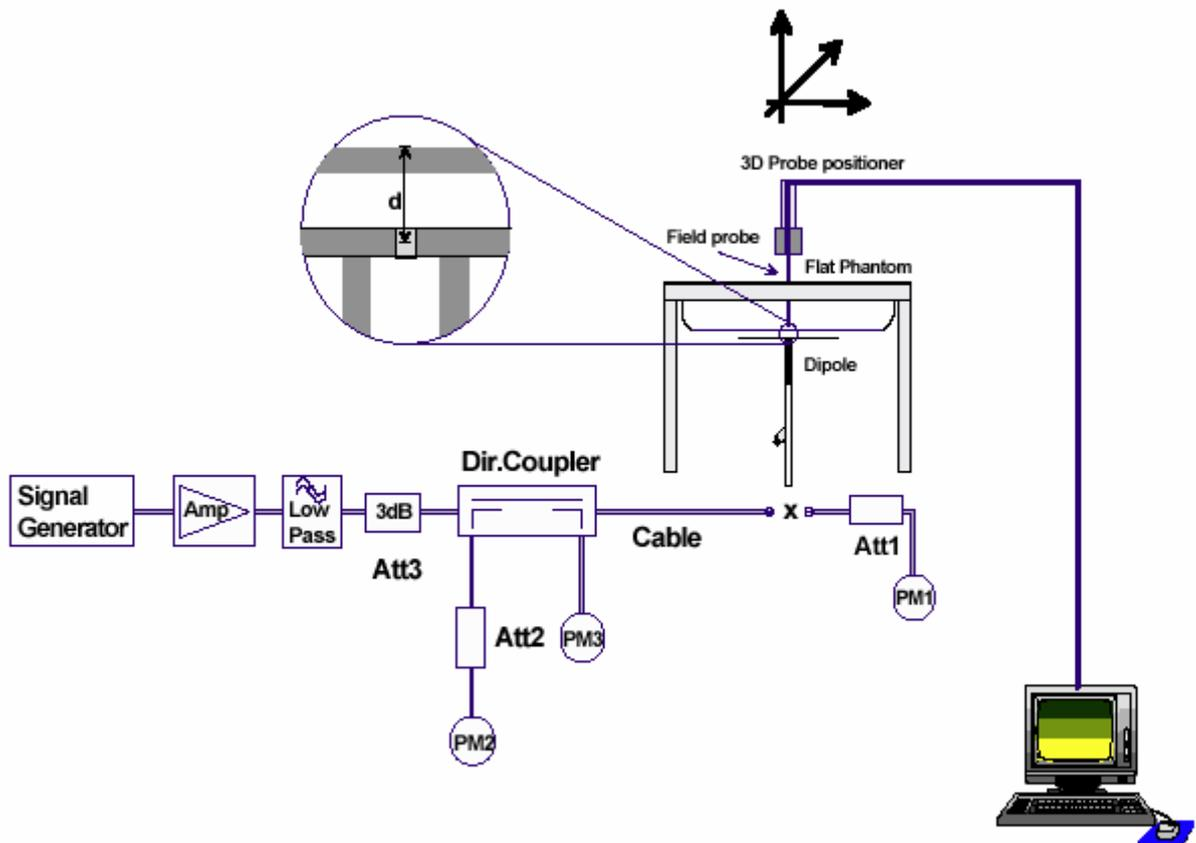 3D Probe positioner
d
Field probe
Flat Phantom
Dipole
Dir.Coupler
Signal
Generator
Amp
Low
Pass
3dB
Att3
Cable
x
Att1
PM1
Att2
PM3
PM2